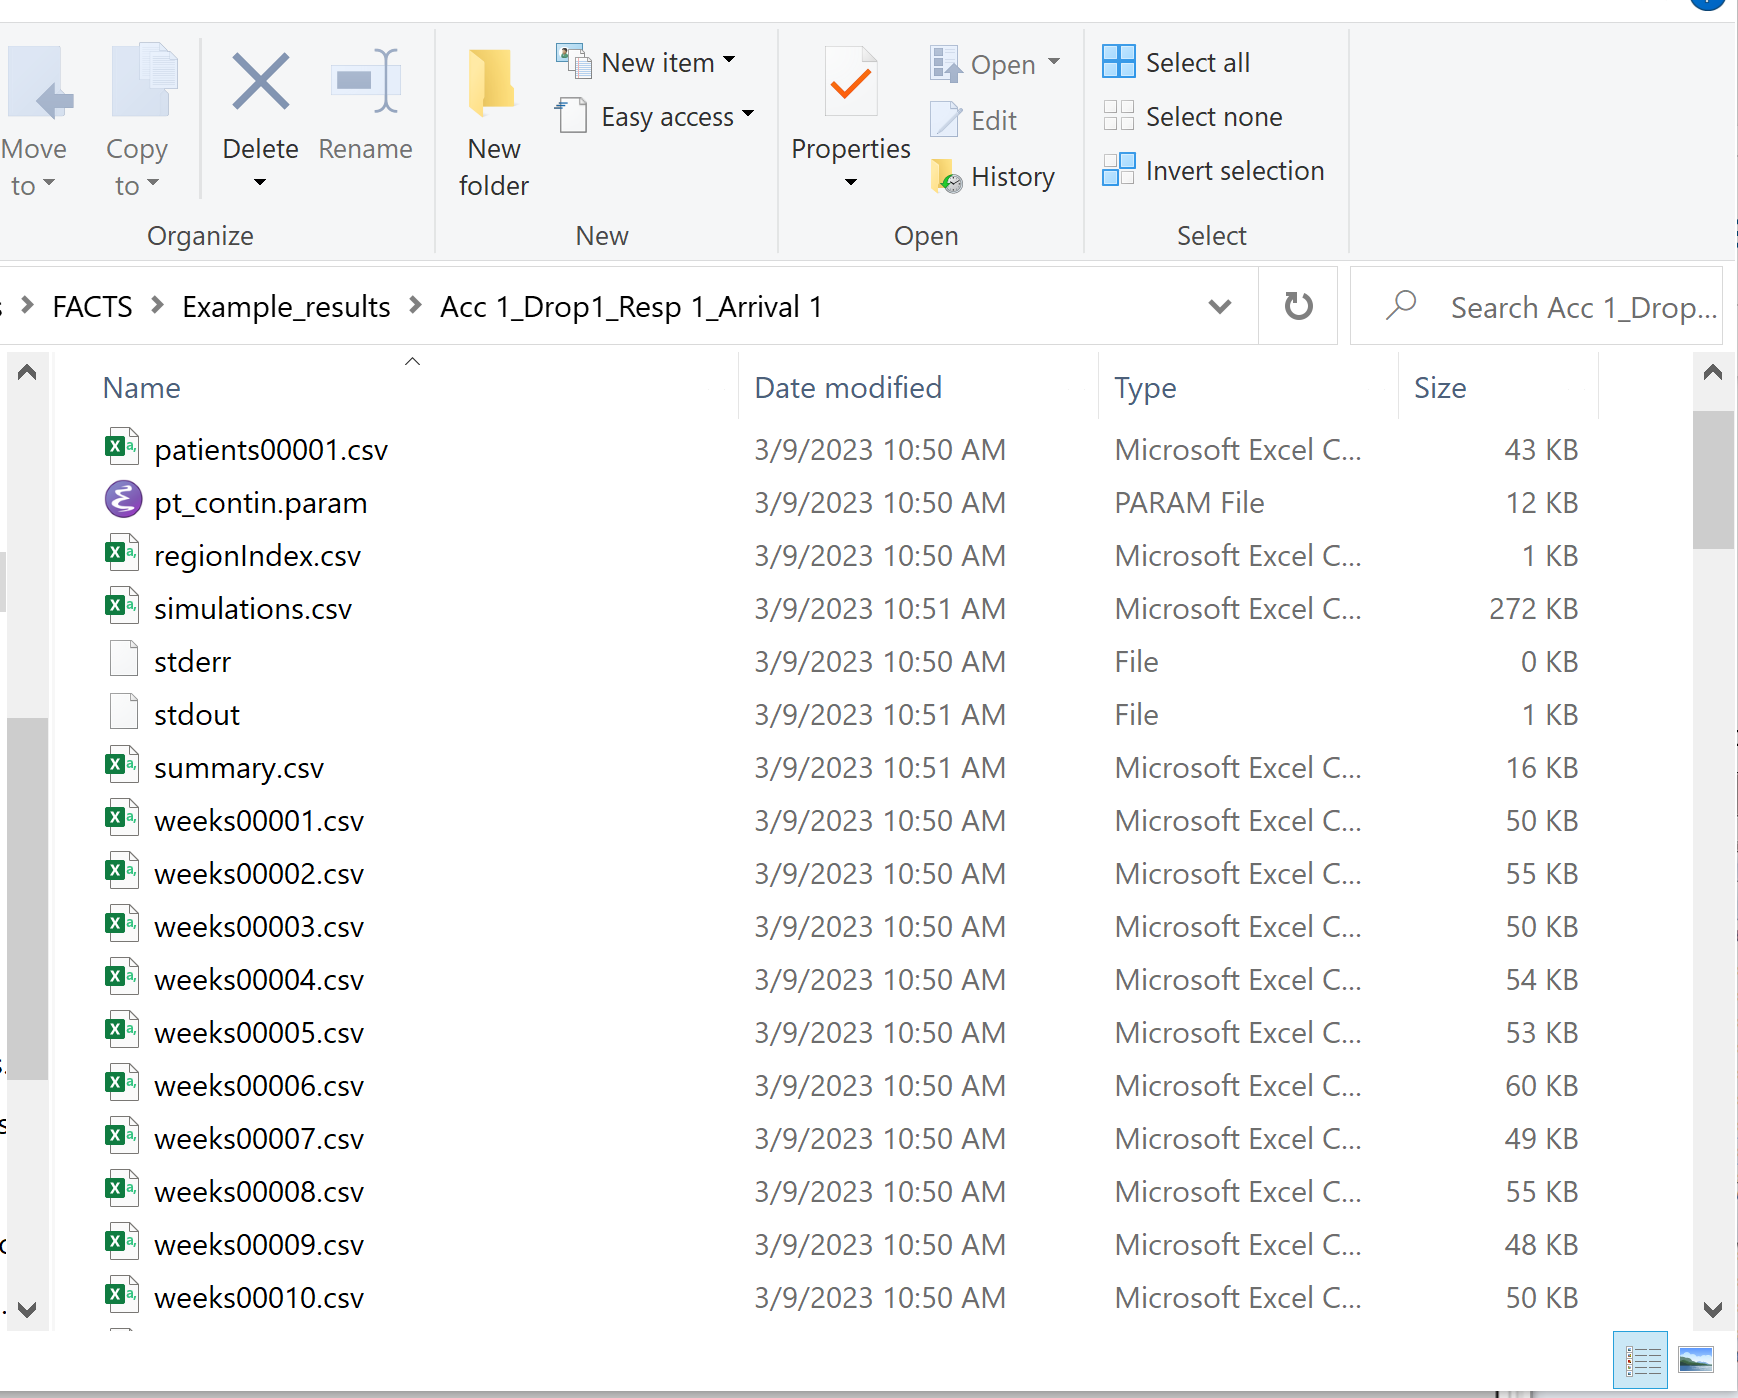 Move to
Copy to
Delete
Rename
Organize
New folder
New item
Easy access
New
Properties
Open
Edit
History
Open
Select all
Select none
Invert selection
Select
FACTS Example_results Acc 1_Drop1_Resp 1_Arrival 1
Search Acc 1_Drop...
Name Date modified Type Size
patients00001.csv 3/9/2023 10:50 AM Microsoft Excel C... 43 KB
pt_contin.param 3/9/2023 10:50 AM PARAM File 12 KB
regionIndex.csv 3/9/2023 10:50 AM Microsoft Excel C... 1 KB
simulations.csv 3/9/2023 10:51 AM Microsoft Excel C... 272 KB
stderr 3/9/2023 10:50 AM File 0 KB
stdout 3/9/2023 10:51 AM File 1 KB
summary.csv 3/9/2023 10:51 AM Microsoft Excel C... 16 KB
weeks00001.csv 3/9/2023 10:50 AM Microsoft Excel C... 50 KB
weeks00002.csv 3/9/2023 10:50 AM Microsoft Excel C... 55 KB
weeks00003.csv 3/9/2023 10:50 AM Microsoft Excel C... 50 KB
weeks00004.csv 3/9/2023 10:50 AM Microsoft Excel C... 54 KB
weeks00005.csv 3/9/2023 10:50 AM Microsoft Excel C... 53 KB
weeks00006.csv 3/9/2023 10:50 AM Microsoft Excel C... 60 KB
weeks00007.csv 3/9/2023 10:50 AM Microsoft Excel C... 49 KB
weeks00008.csv 3/9/2023 10:50 AM Microsoft Excel C... 55 KB
weeks00009.csv 3/9/2023 10:50 AM Microsoft Excel C... 48 KB
weeks00010.csv 3/9/2023 10:50 AM Microsoft Excel C... 50 KB